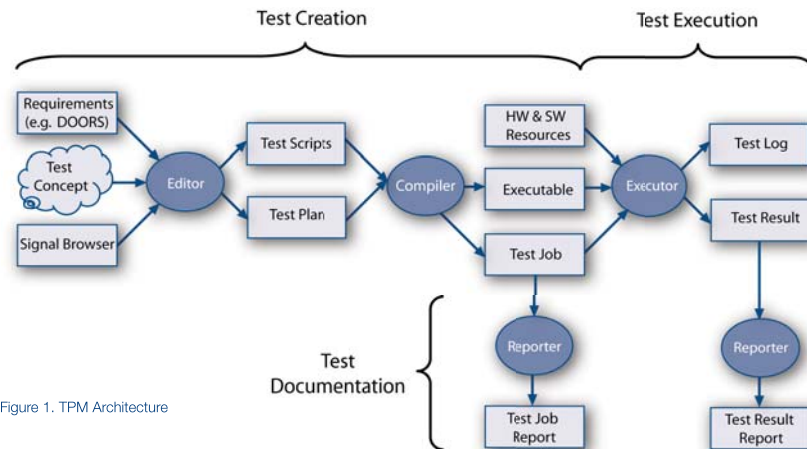 Test Creation
Test Execution
Requirements
(e.g. DOORS)
Test
Concept
Signal Browser
Editor
Test Scripts
Test Plan
Compiler
HW & SW
Resources
Executable
Test Job
Executor
Test Log
Test Result
Test
Documentation
Reporter
Reporter
Test Job
Report
Test Result
Report
Figure 1. TPM Architecture